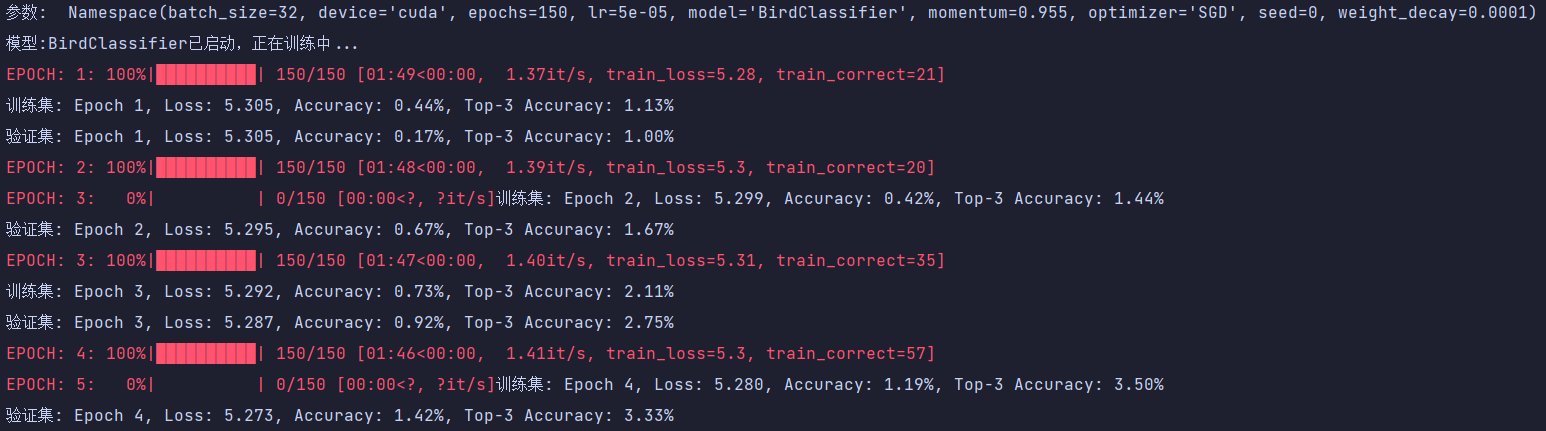 参数:  Namespace(batch_size=32, device='cuda', epochs=150, lr=5e-05, model='BirdClassifier', momentum=0.955, optimizer='SGD', seed=0, weight_decay=0.0001)
模型:BirdClassifier已启动，正在训练中...
EPOCH: 1: 100%|██████████| 150/150 [01:49<00:00,  1.37it/s, train_loss=5.28, train_correct=21]
训练集: Epoch 1, Loss: 5.305, Accuracy: 0.44%, Top-3 Accuracy: 1.13%
验证集: Epoch 1, Loss: 5.305, Accuracy: 0.17%, Top-3 Accuracy: 1.00%
EPOCH: 2: 100%|██████████| 150/150 [01:48<00:00,  1.39it/s, train_loss=5.3, train_correct=20]
EPOCH: 3:   0%|          | 0/150 [00:00<?, ?it/s]训练集: Epoch 2, Loss: 5.299, Accuracy: 0.42%, Top-3 Accuracy: 1.44%
验证集: Epoch 2, Loss: 5.295, Accuracy: 0.67%, Top-3 Accuracy: 1.67%
EPOCH: 3: 100%|██████████| 150/150 [01:47<00:00,  1.40it/s, train_loss=5.31, train_correct=35]
训练集: Epoch 3, Loss: 5.292, Accuracy: 0.73%, Top-3 Accuracy: 2.11%
验证集: Epoch 3, Loss: 5.287, Accuracy: 0.92%, Top-3 Accuracy: 2.75%
EPOCH: 4: 100%|██████████| 150/150 [01:46<00:00,  1.41it/s, train_loss=5.3, train_correct=57]
EPOCH: 5:   0%|          | 0/150 [00:00<?, ?it/s]训练集: Epoch 4, Loss: 5.280, Accuracy: 1.19%, Top-3 Accuracy: 3.50%
验证集: Epoch 4, Loss: 5.273, Accuracy: 1.42%, Top-3 Accuracy: 3.33%